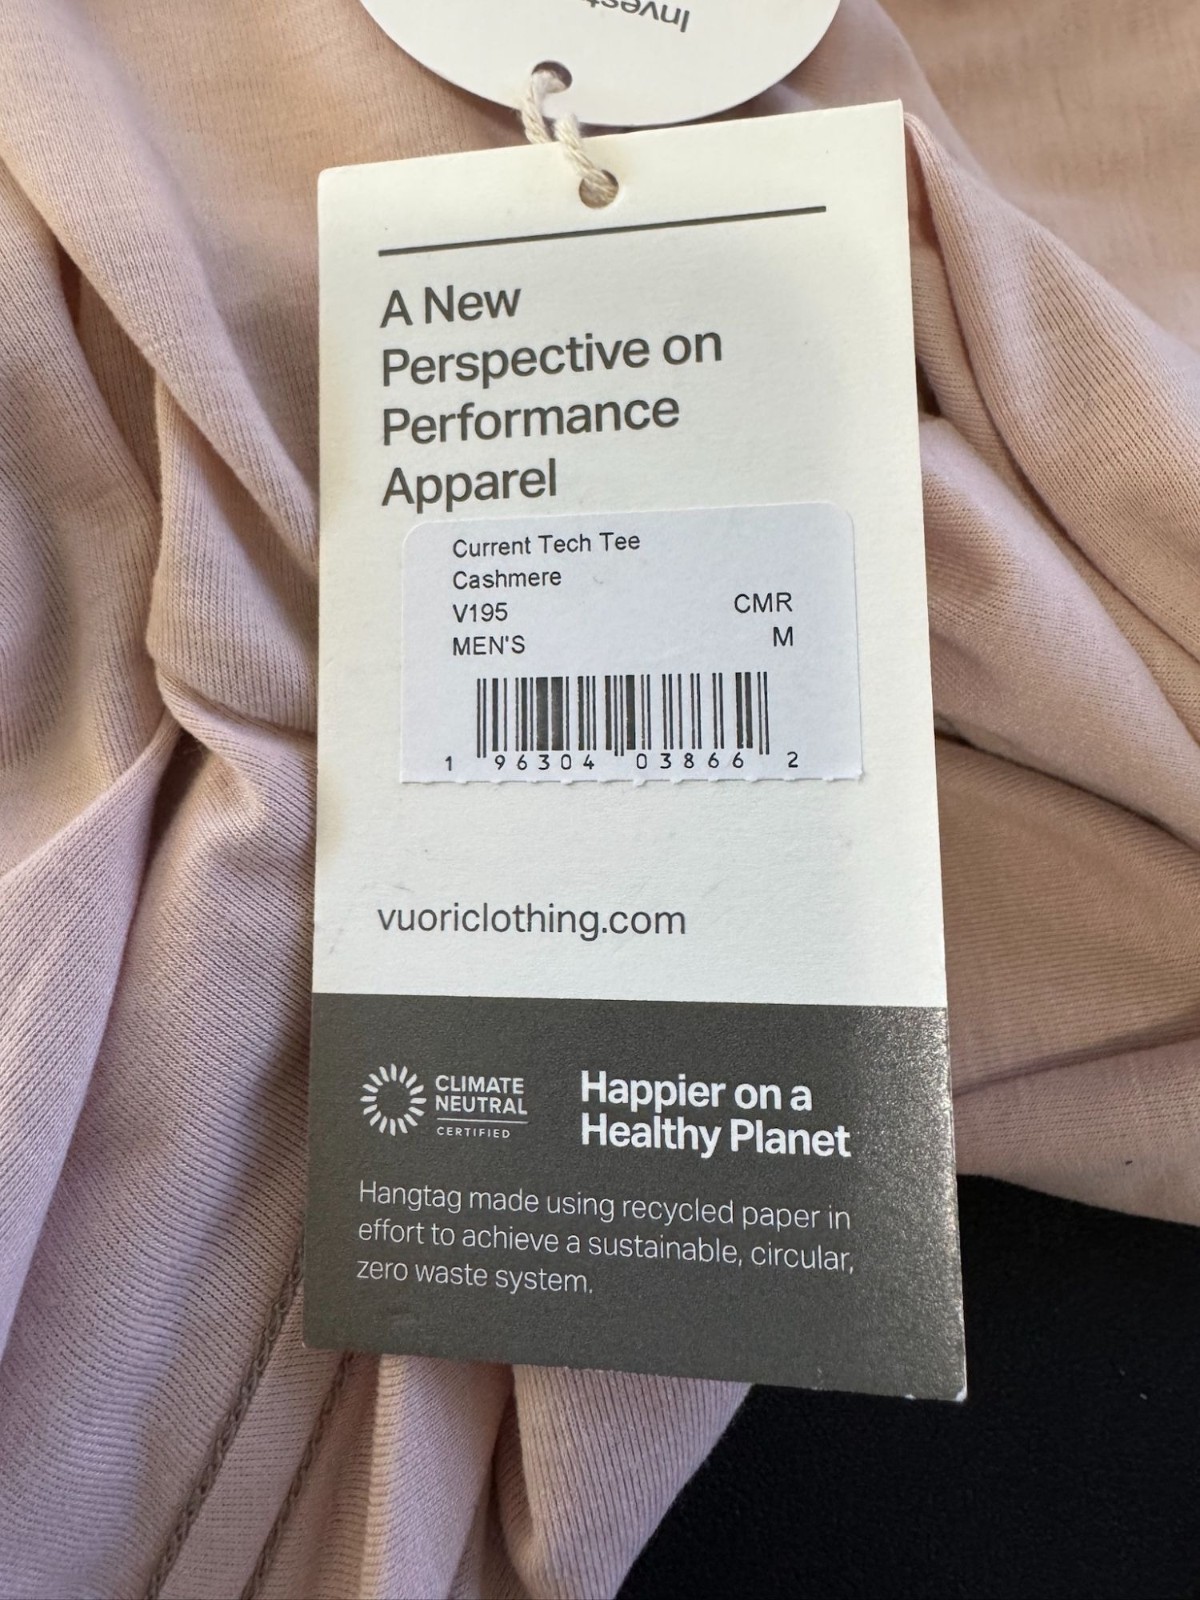 A New
Perspective on
Performance
Apparel
Current Tech Tee
Cashmere
V195 CMR
MEN'S M
1 96304 03866 2
vuoriclothing.com
CLIMATE
NEUTRAL
CERTIFIED
Happier on a
Healthy Planet
Hangtag made using recycled paper in
effort to achieve a sustainable, circular,
zero waste system.